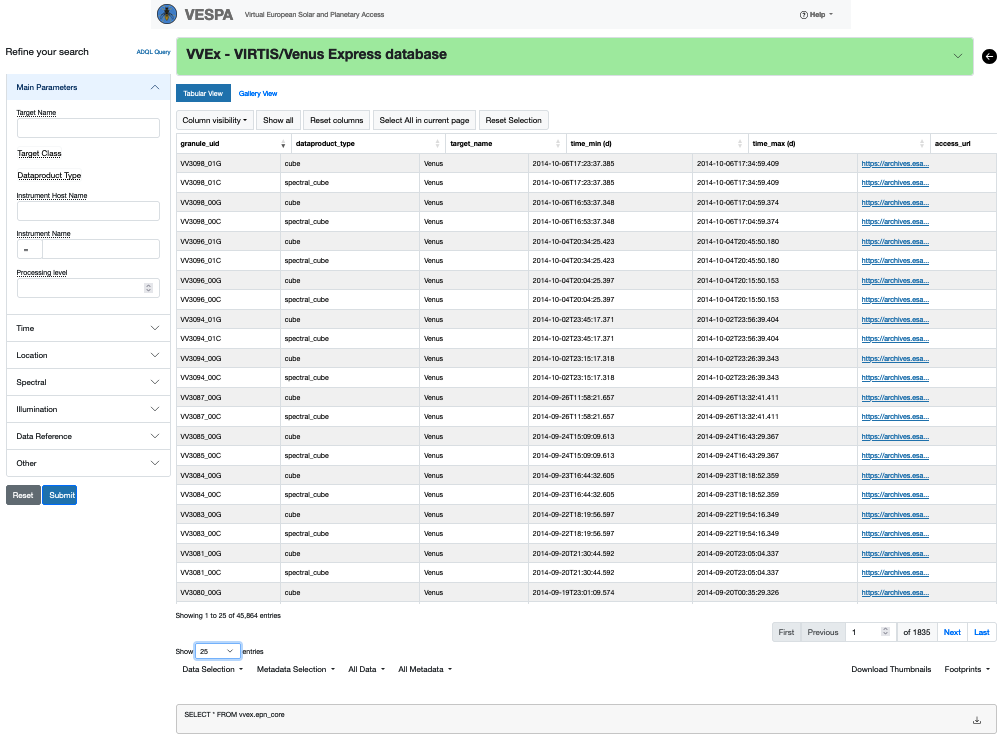 VESPA Virtual European Solar and Planetary Access Help
Refine your search ADQL Query
VVEx - VIRTIS/Venus Express database
Main Parameters
Target Name
Target Class
Dataproduct Type
Instrument Host Name
Instrument Name
=
Processing level
Time
Location
Spectral
Illumination
Data Reference
Other
Reset Submit
Tabular View Gallery View
Column visibility Show all Reset columns Select All in current page Reset Selection
granule_uid dataproduct_type target_name time_min (d) time_max (d) access_url
VV3098_01G cube Venus 2014-10-06T17:23:37.385 2014-10-06T17:34:59.409 https://archives.esa...
VV3098_01C spectral_cube Venus 2014-10-06T17:23:37.385 2014-10-06T17:34:59.409 https://archives.esa...
VV3098_00G cube Venus 2014-10-06T16:53:37.348 2014-10-06T17:04:59.374 https://archives.esa...
VV3098_00C spectral_cube Venus 2014-10-06T16:53:37.348 2014-10-06T17:04:59.374 https://archives.esa...
VV3096_01G cube Venus 2014-10-04T20:34:25.423 2014-10-04T20:45:50.180 https://archives.esa...
VV3096_01C spectral_cube Venus 2014-10-04T20:34:25.423 2014-10-04T20:45:50.180 https://archives.esa...
VV3096_00G cube Venus 2014-10-04T20:04:25.397 2014-10-04T20:15:50.153 https://archives.esa...
VV3096_00C spectral_cube Venus 2014-10-04T20:04:25.397 2014-10-04T20:15:50.153 https://archives.esa...
VV3094_01G cube Venus 2014-10-02T23:45:17.371 2014-10-02T23:56:39.404 https://archives.esa...
VV3094_01C spectral_cube Venus 2014-10-02T23:45:17.371 2014-10-02T23:56:39.404 https://archives.esa...
VV3094_00G cube Venus 2014-10-02T23:15:17.318 2014-10-02T23:26:39.343 https://archives.esa...
VV3094_00C spectral_cube Venus 2014-10-02T23:15:17.318 2014-10-02T23:26:39.343 https://archives.esa...
VV3087_00G cube Venus 2014-09-26T11:58:21.657 2014-09-26T13:32:41.411 https://archives.esa...
VV3087_00C spectral_cube Venus 2014-09-26T11:58:21.657 2014-09-26T13:32:41.411 https://archives.esa...
VV3085_00G cube Venus 2014-09-24T15:09:09.613 2014-09-24T16:43:29.367 https://archives.esa...
VV3085_00C spectral_cube Venus 2014-09-24T15:09:09.613 2014-09-24T16:43:29.367 https://archives.esa...
VV3084_00G cube Venus 2014-09-23T16:44:32.605 2014-09-23T18:18:52.359 https://archives.esa...
VV3084_00C spectral_cube Venus 2014-09-23T16:44:32.605 2014-09-23T18:18:52.359 https://archives.esa...
VV3083_00G cube Venus 2014-09-22T18:19:56.597 2014-09-22T19:54:16.349 https://archives.esa...
VV3083_00C spectral_cube Venus 2014-09-22T18:19:56.597 2014-09-22T19:54:16.349 https://archives.esa...
VV3081_00G cube Venus 2014-09-20T21:30:44.592 2014-09-20T23:05:04.337 https://archives.esa...
VV3081_00C spectral_cube Venus 2014-09-20T21:30:44.592 2014-09-20T23:05:04.337 https://archives.esa...
VV3080_00G cube Venus 2014-09-19T23:01:09.574 2014-09-20T00:35:29.326 https://archives.esa...
Showing 1 to 25 of 45,864 entries
First Previous 1 of 1835 Next Last
Show 25 entries
Data Selection Metadata Selection All Data All Metadata Download Thumbnails Footprints
SELECT * FROM vvex.epn_core